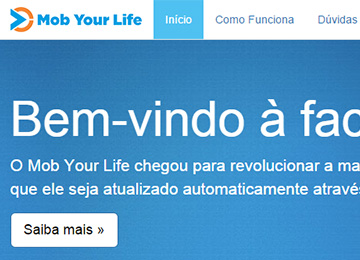 Mob Your Life
Início Como Funciona Dúvidas
Bem-vindo à fac
O Mob Your Life chegou para revolucionar a ma
que ele seja atualizado automaticamente atravé
Saiba mais »